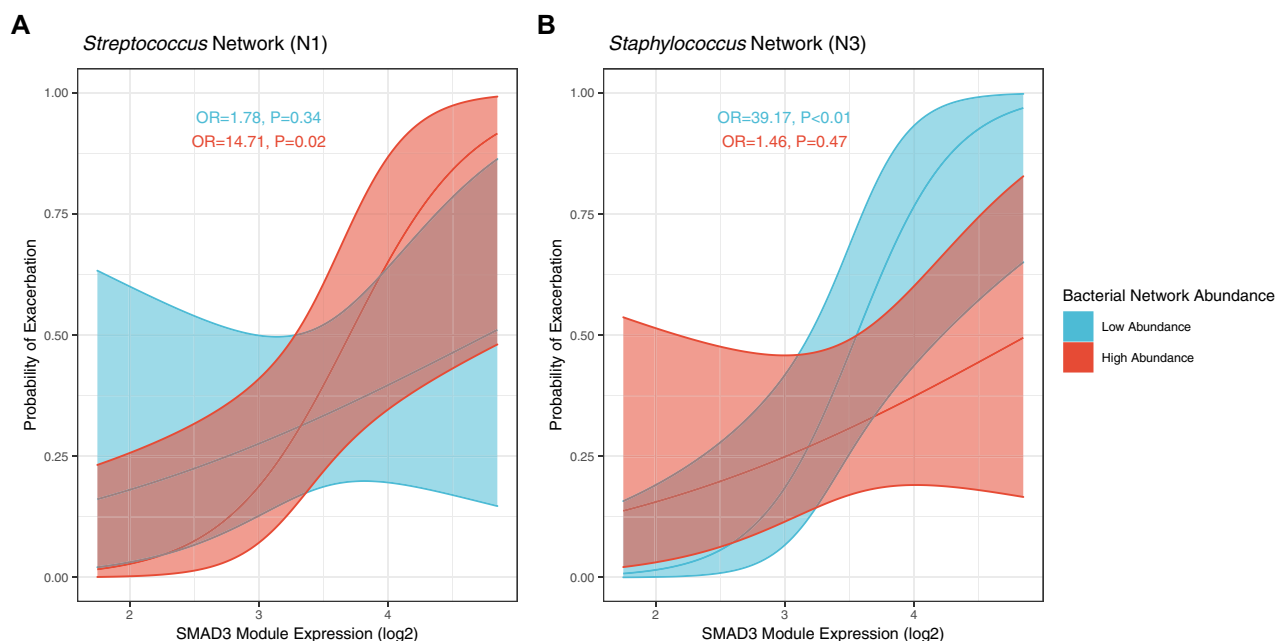 A
Streptococcus Network (N1)
1.00
0.75
0.50
0.25
0.00
Probability of Exacerbation
OR=1.78, P=0.34
OR=14.71, P=0.02
2
3
4
SMAD3 Module Expression (log2)
B
Staphylococcus Network (N3)
1.00
0.75
0.50
0.25
0.00
Probability of Exacerbation
OR=39.17, P<0.01
OR=1.46, P=0.47
2
3
4
SMAD3 Module Expression (log2)
Bacterial Network Abundance
Low Abundance
High Abundance